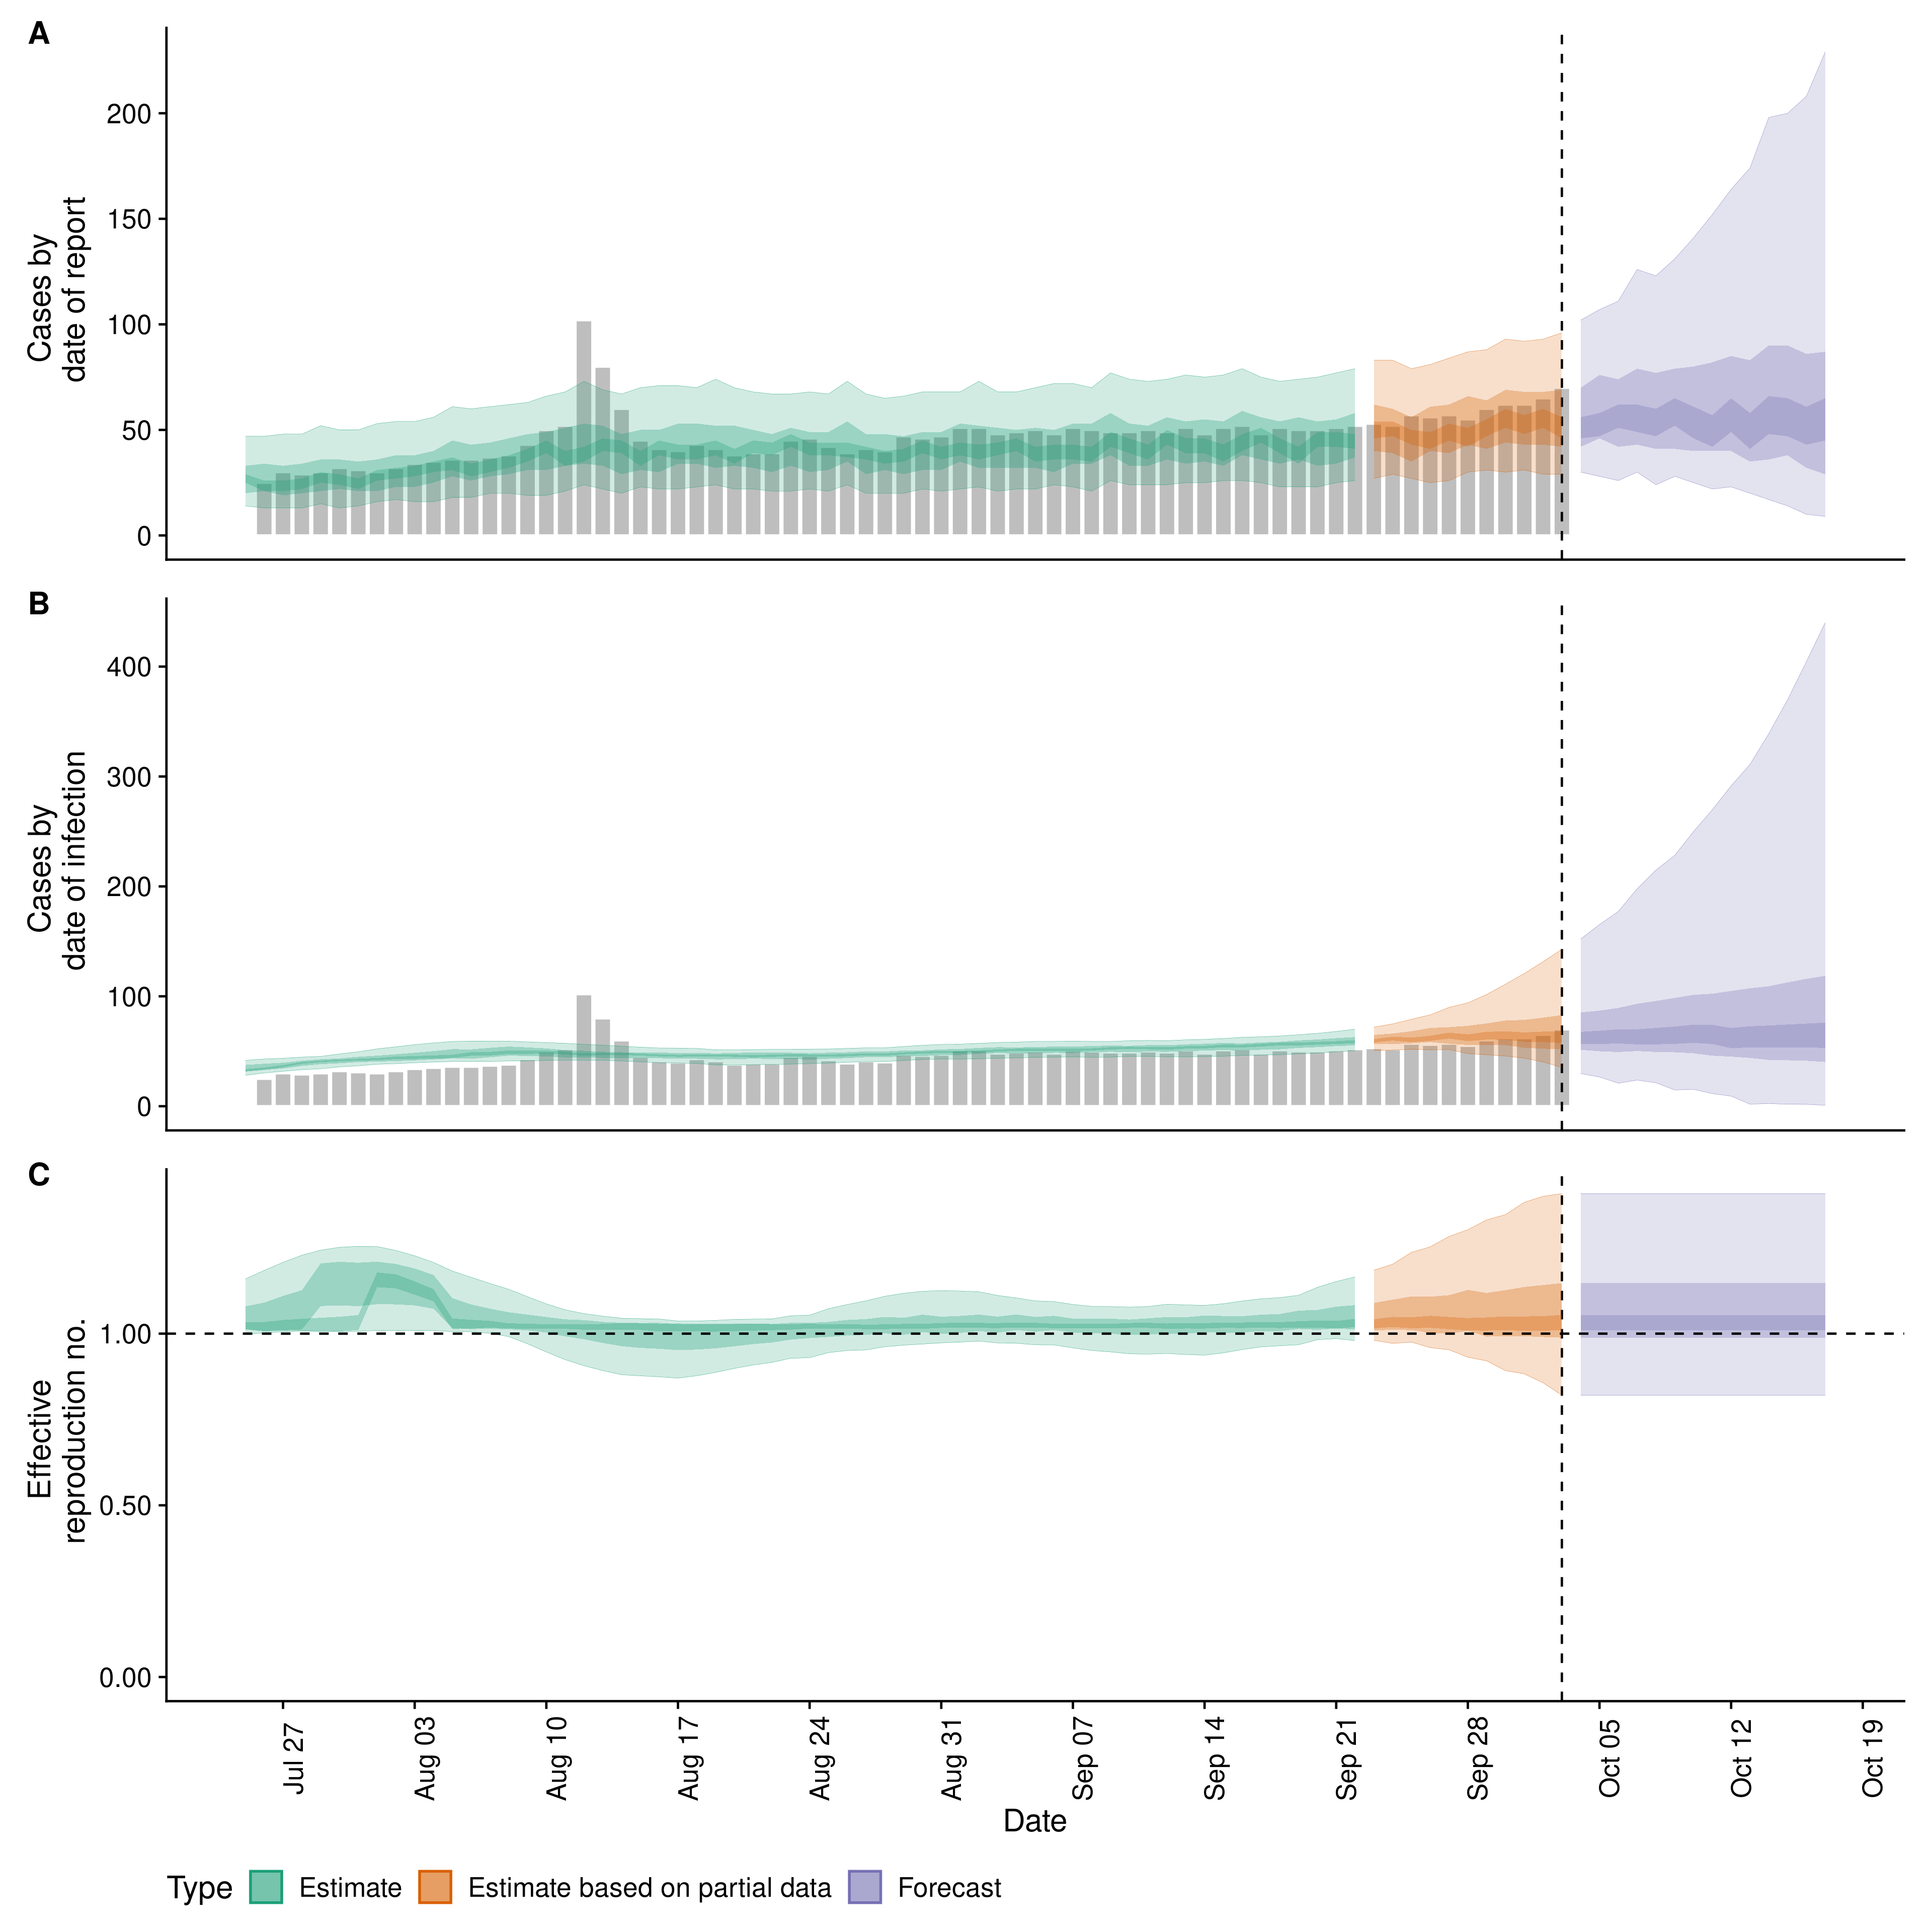 A
Cases by
date of report
200
150
100
50
0
B
Cases by
date of infection
400
300
200
100
0
C
Effective
reproduction no.
1.00
0.50
0.00
Jul 27
Aug 03
Aug 10
Aug 17
Aug 24
Aug 31
Sep 07
Sep 14
Sep 21
Sep 28
Oct 05
Oct 12
Oct 19
Date
Type Estimate Estimate based on partial data Forecast